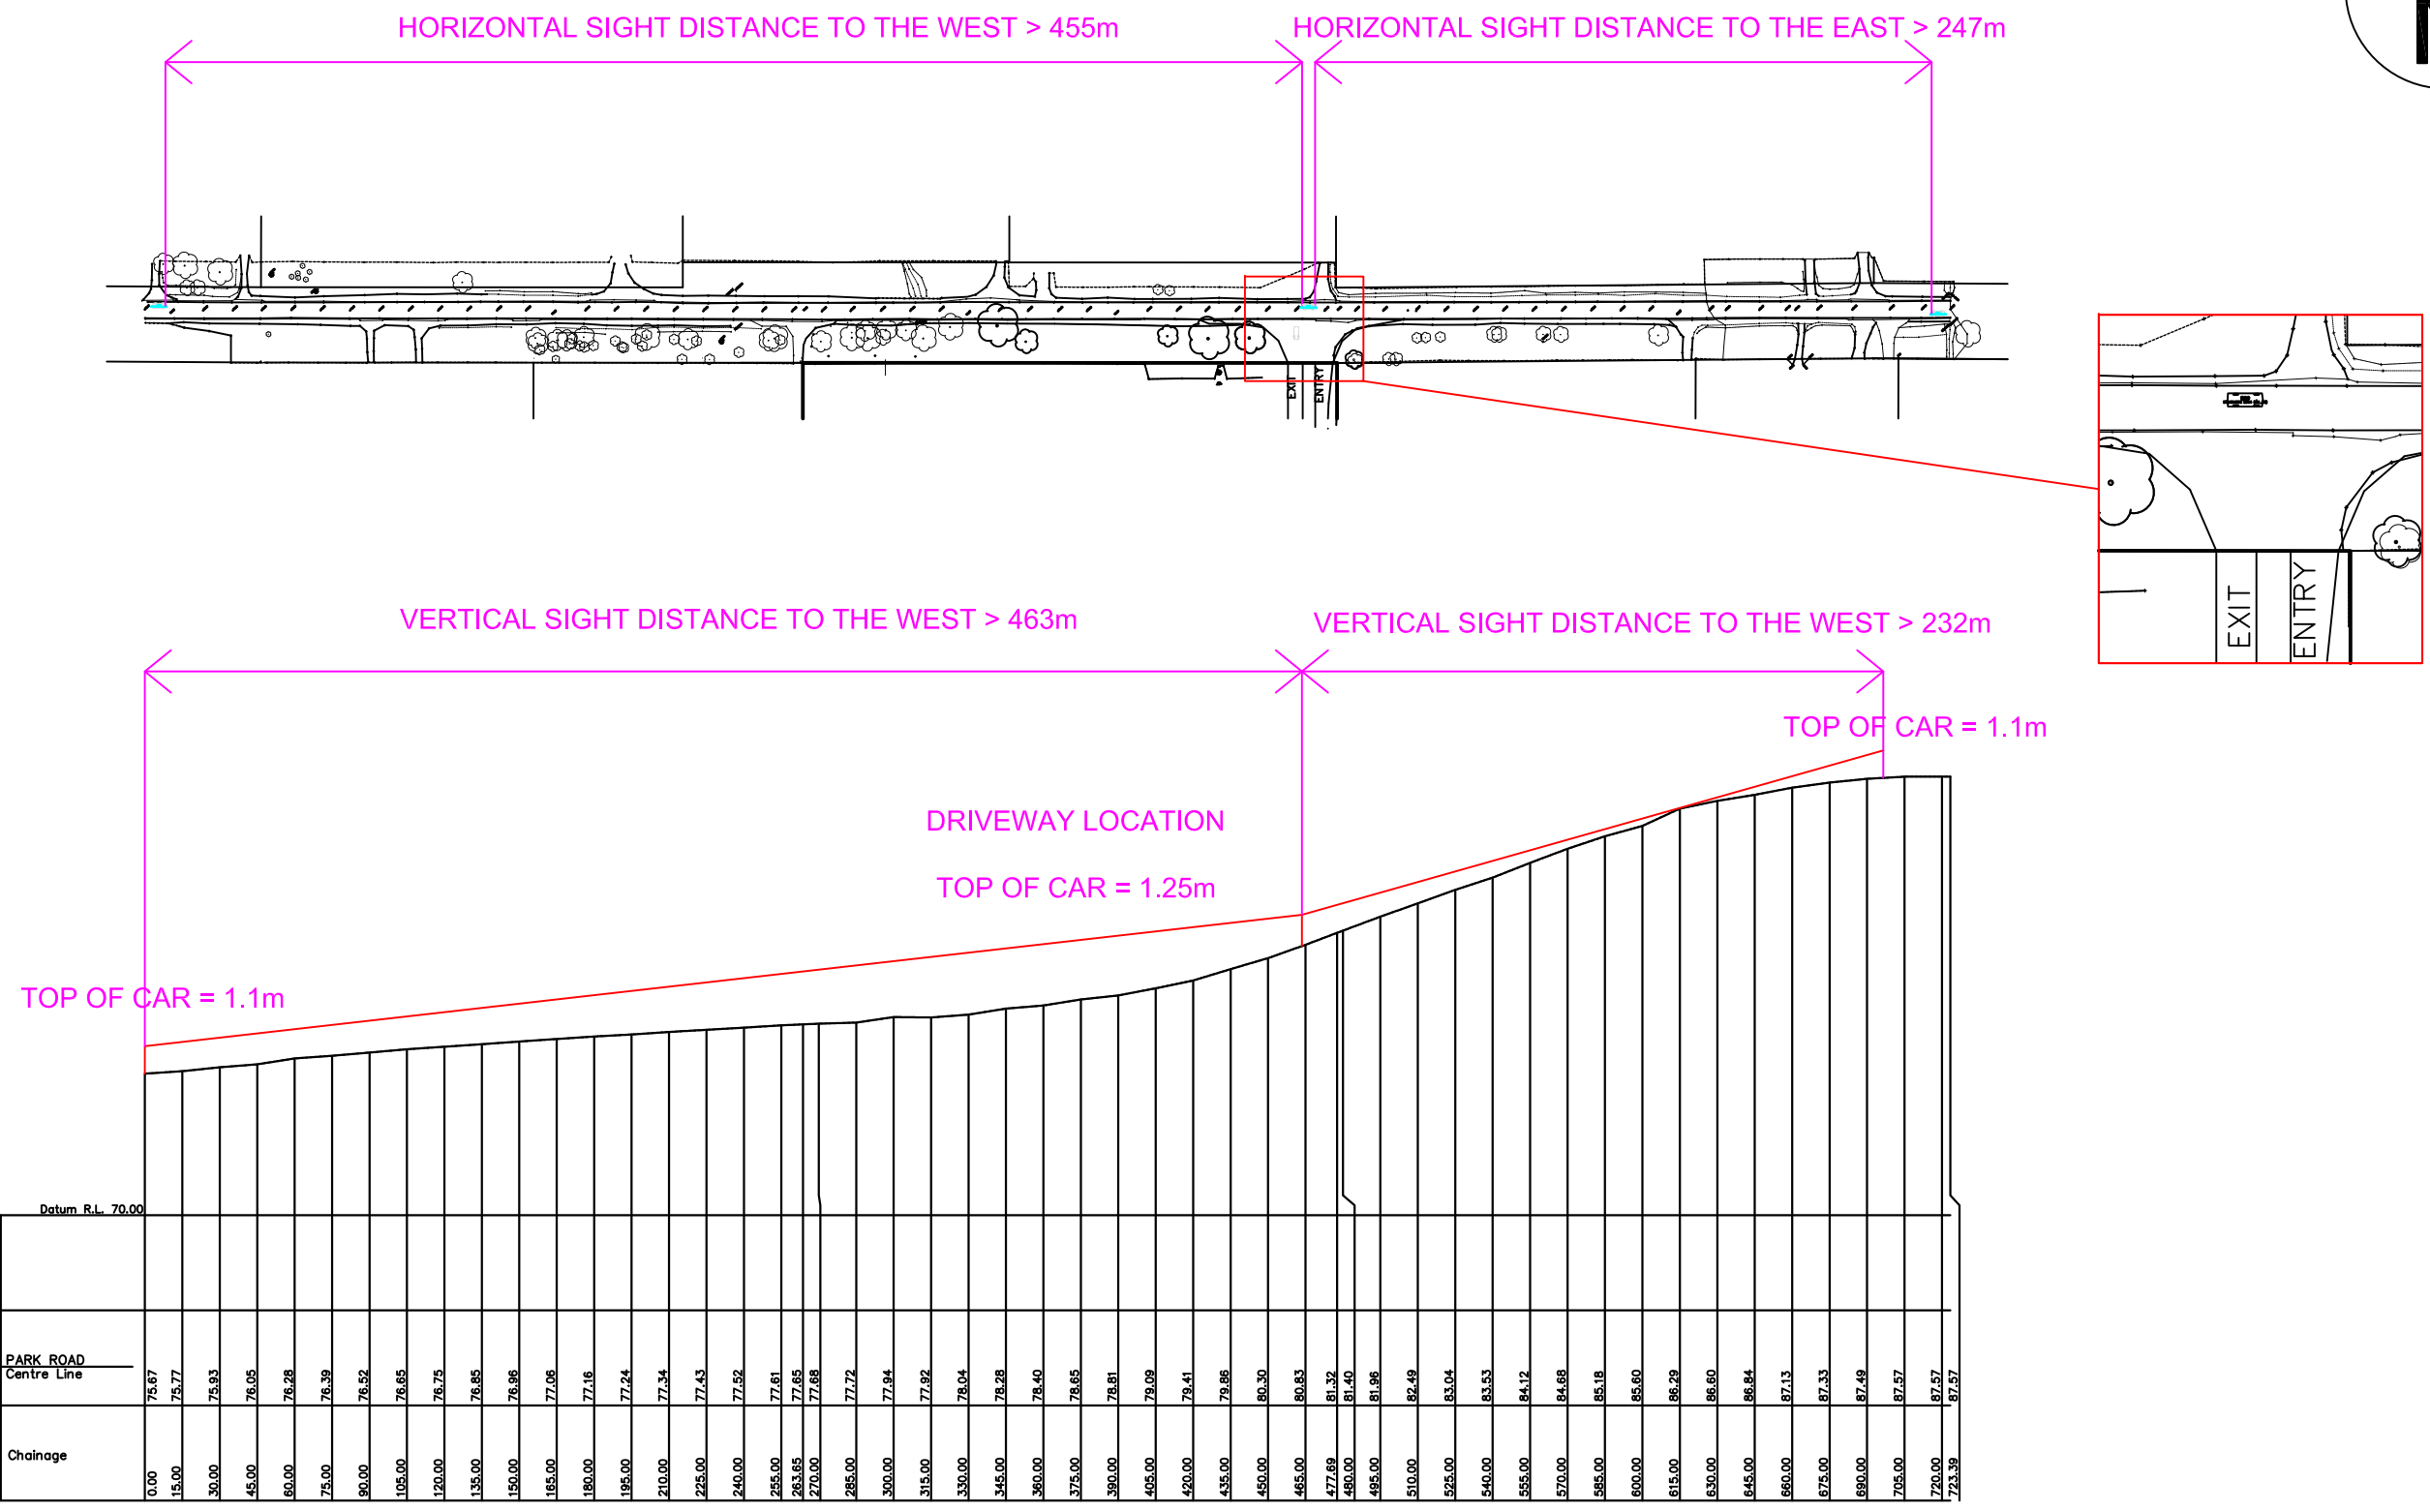 HORIZONTAL SIGHT DISTANCE TO THE WEST > 455m
HORIZONTAL SIGHT DISTANCE TO THE EAST > 247m
EXIT
ENTRY
EXIT
ENTRY
VERTICAL SIGHT DISTANCE TO THE WEST > 463m
VERTICAL SIGHT DISTANCE TO THE WEST > 232m
TOP OF CAR = 1.1m
DRIVEWAY LOCATION
TOP OF CAR = 1.25m
TOP OF CAR = 1.1m
Datum R.L. 70.00
PARK ROAD
Centre Line
75.67 75.77 75.93 76.05 76.28 76.39 76.52 76.65 76.75 76.85 76.96 77.06 77.16 77.24 77.34 77.43 77.52 77.61 77.65 77.68 77.72 77.94 77.92 78.04 78.28 78.40 78.65 78.81 79.09 79.41 79.86 80.30 80.83 81.32 81.40 81.96 82.49 83.04 83.53 84.12 84.68 85.18 85.60 86.29 86.60 86.84 87.13 87.33 87.49 87.57 87.57 87.57
Chainage
0.00 15.00 30.00 45.00 60.00 75.00 90.00 105.00 120.00 135.00 150.00 165.00 180.00 195.00 210.00 225.00 240.00 255.00 263.65 270.00 285.00 300.00 315.00 330.00 345.00 360.00 375.00 390.00 405.00 420.00 435.00 450.00 465.00 477.69 480.00 495.00 510.00 525.00 540.00 555.00 570.00 585.00 600.00 615.00 630.00 645.00 660.00 675.00 690.00 705.00 720.00 723.39